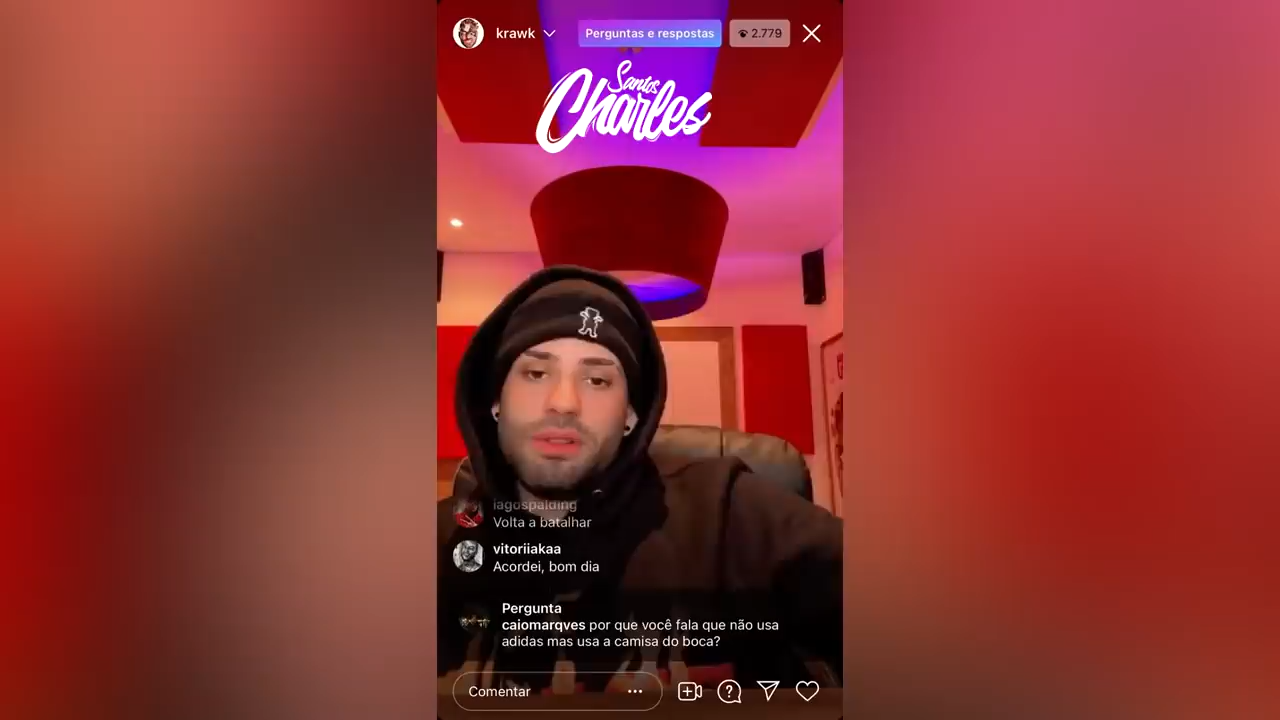 krawk
Perguntas e respostas
2.779
Santos
Charles
iagospalding
Volta a batalhar
vitoriiakaa
Acordei, bom dia
Pergunta
caiomarqves por que você fala que não usa
adidas mas usa a camisa do boca?
Comentar